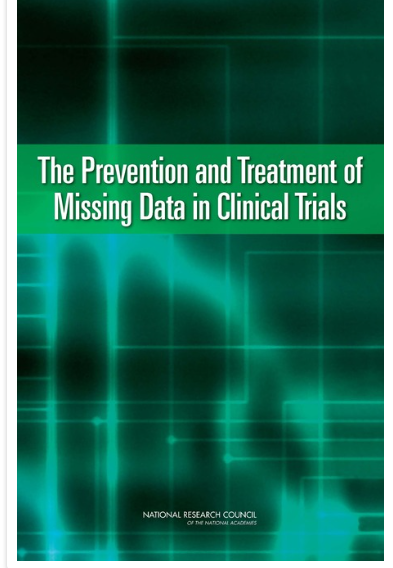 The Prevention and Treatment of
Missing Data in Clinical Trials
NATIONAL RESEARCH COUNCIL
OF THE NATIONAL ACADEMIES